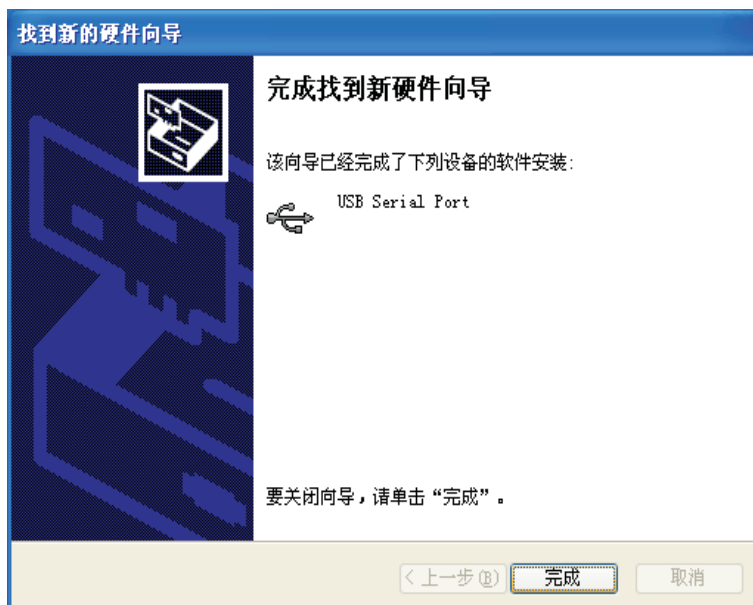 找到新的硬件向导
完成找到新硬件向导
该向导已经完成了下列设备的软件安装:
USB Serial Port
要关闭向导，请单击“完成”。
< 上一步(B)
完成
取消